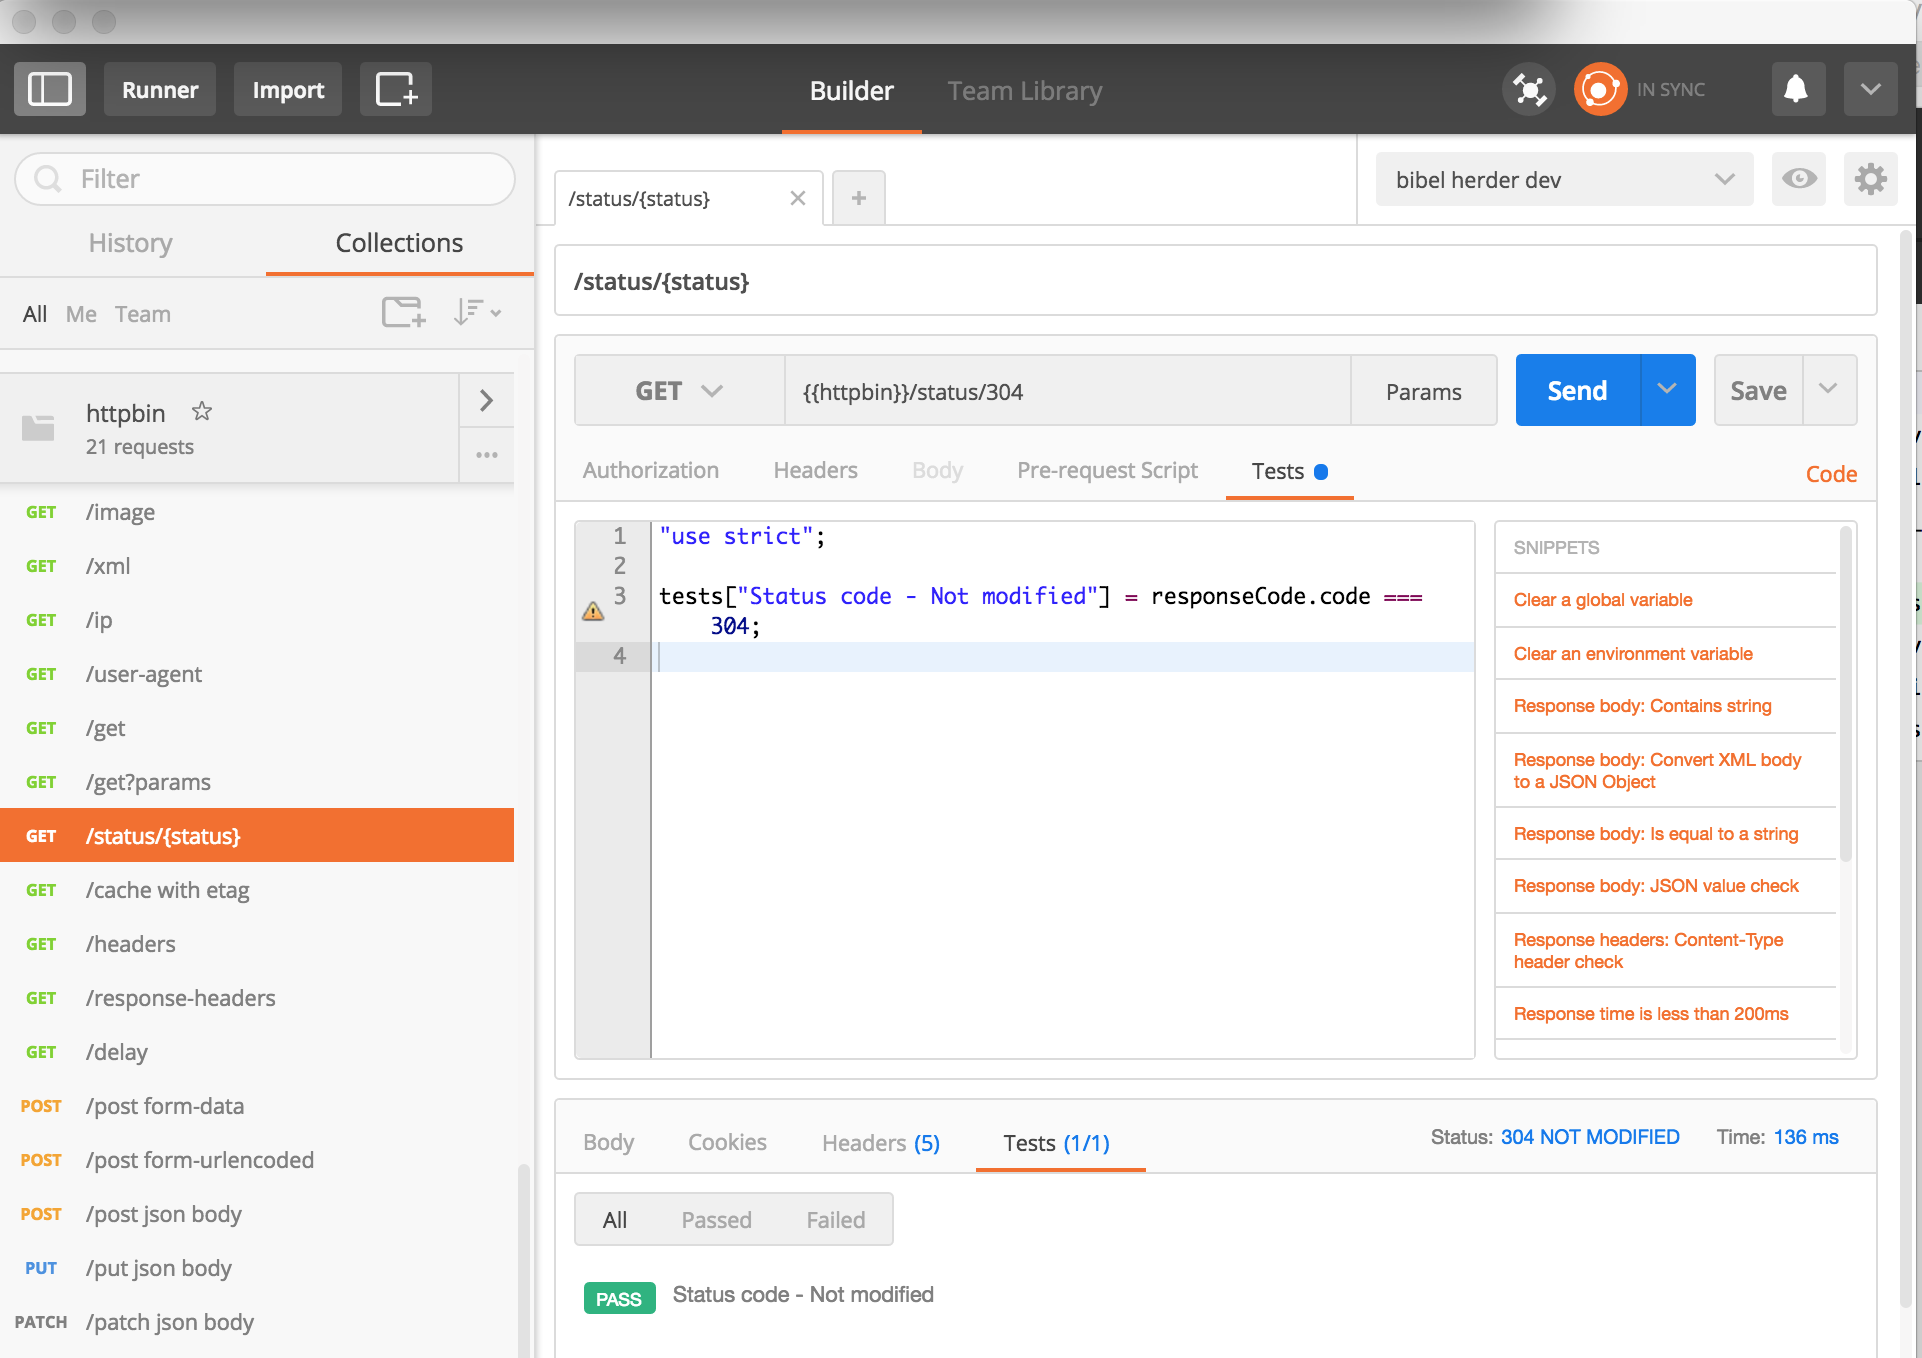 Runner
Import
Builder
Team Library
IN SYNC
Filter
History
Collections
All Me Team
httpbin
21 requests
GET /image
GET /xml
GET /ip
GET /user-agent
GET /get
GET /get?params
GET /status/{status}
GET /cache with etag
GET /headers
GET /response-headers
GET /delay
POST /post form-data
POST /post form-urlencoded
POST /post json body
PUT /put json body
PATCH /patch json body
/status/{status}
bibel herder dev
/status/{status}
GET {{httpbin}}/status/304 Params Send Save
Authorization Headers Body Pre-request Script Tests Code
1 "use strict";
2
3 tests["Status code - Not modified"] = responseCode.code ===
304;
4
SNIPPETS
Clear a global variable
Clear an environment variable
Response body: Contains string
Response body: Convert XML body
to a JSON Object
Response body: Is equal to a string
Response body: JSON value check
Response headers: Content-Type
header check
Response time is less than 200ms
Body Cookies Headers (5) Tests (1/1) Status: 304 NOT MODIFIED Time: 136 ms
All Passed Failed
PASS Status code - Not modified